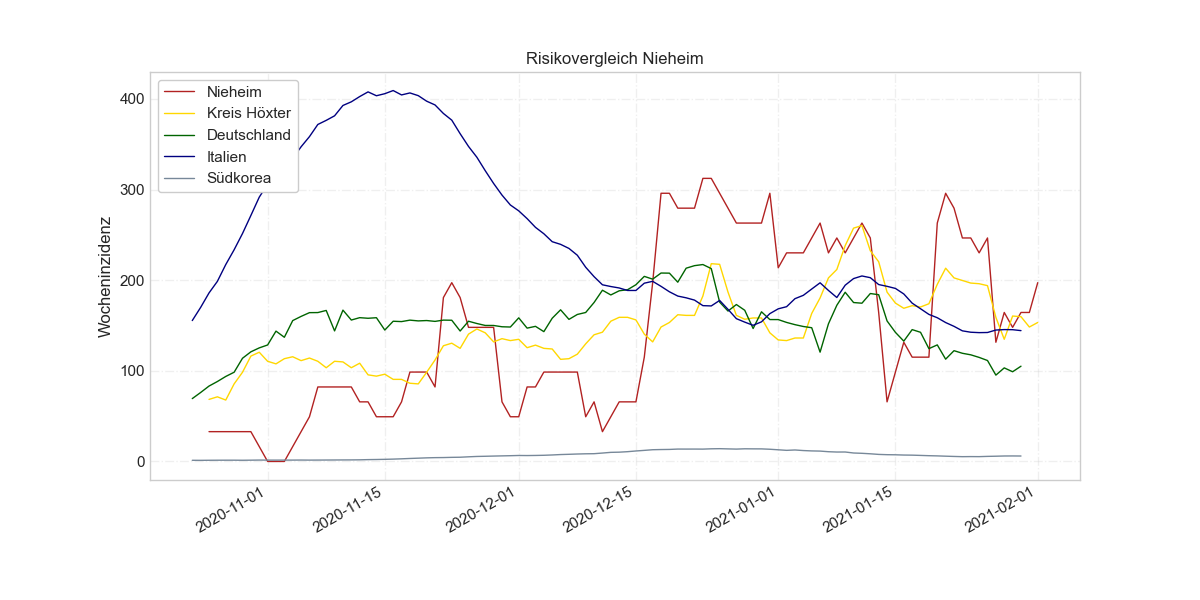 Risikovergleich Nieheim
Wocheninzidenz
400
300
200
100
0
Nieheim
Kreis Höxter
Deutschland
Italien
Südkorea
2020-11-01
2020-11-15
2020-12-01
2020-12-15
2021-01-01
2021-01-15
2021-02-01